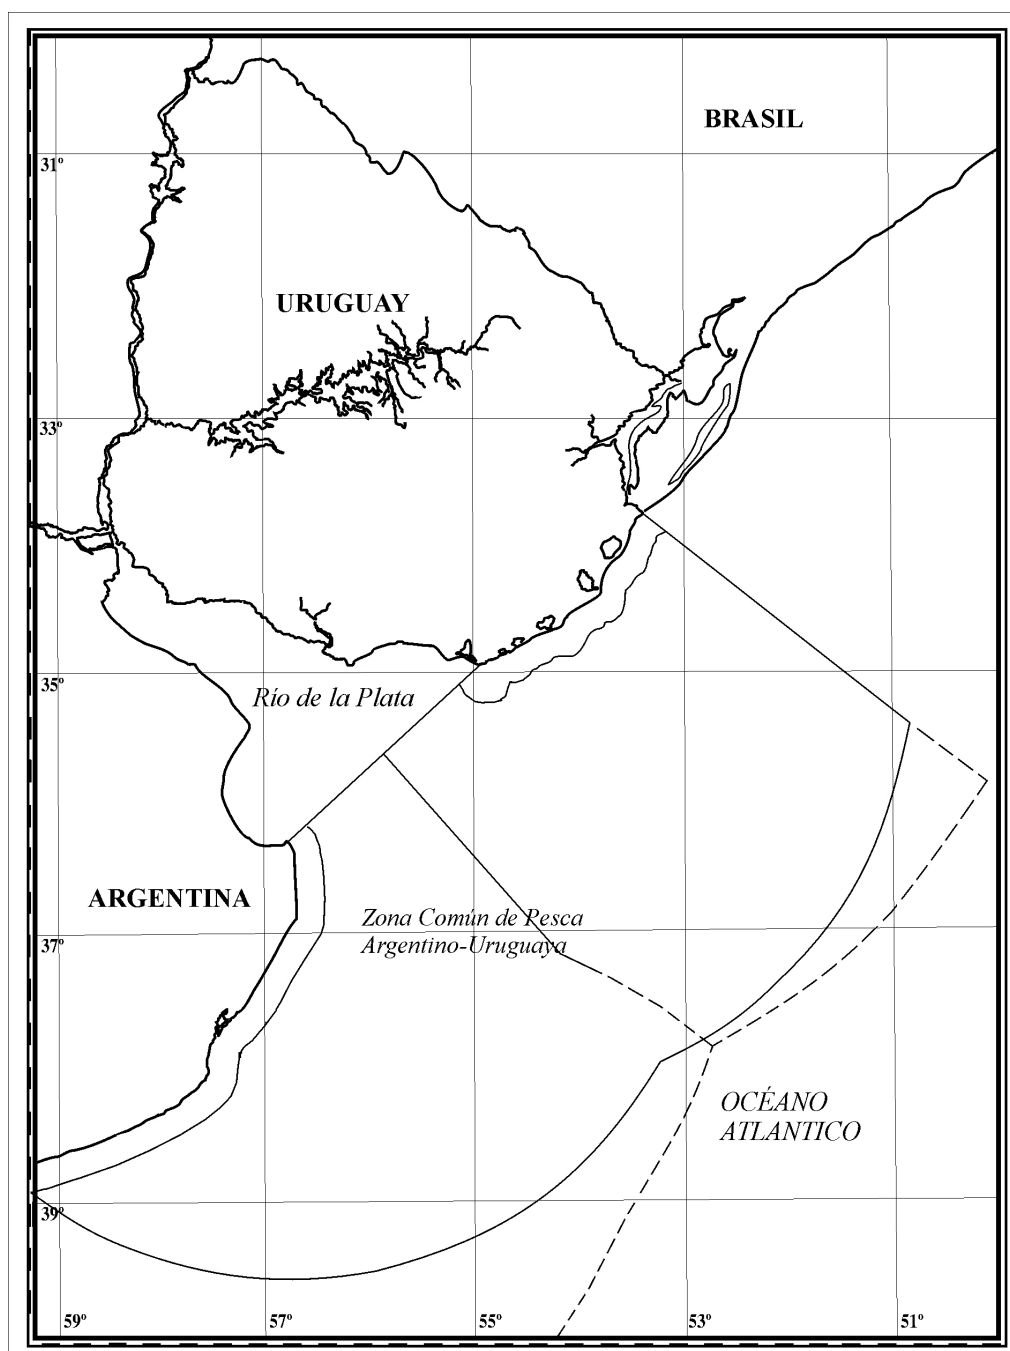 BRASIL
31º
URUGUAY
33º
35º
Río de la Plata
ARGENTINA
Zona Común de Pesca
Argentino-Uruguaya
37º
OCÉANO
ATLANTICO
39º
59º
57º
55º
53º
51º